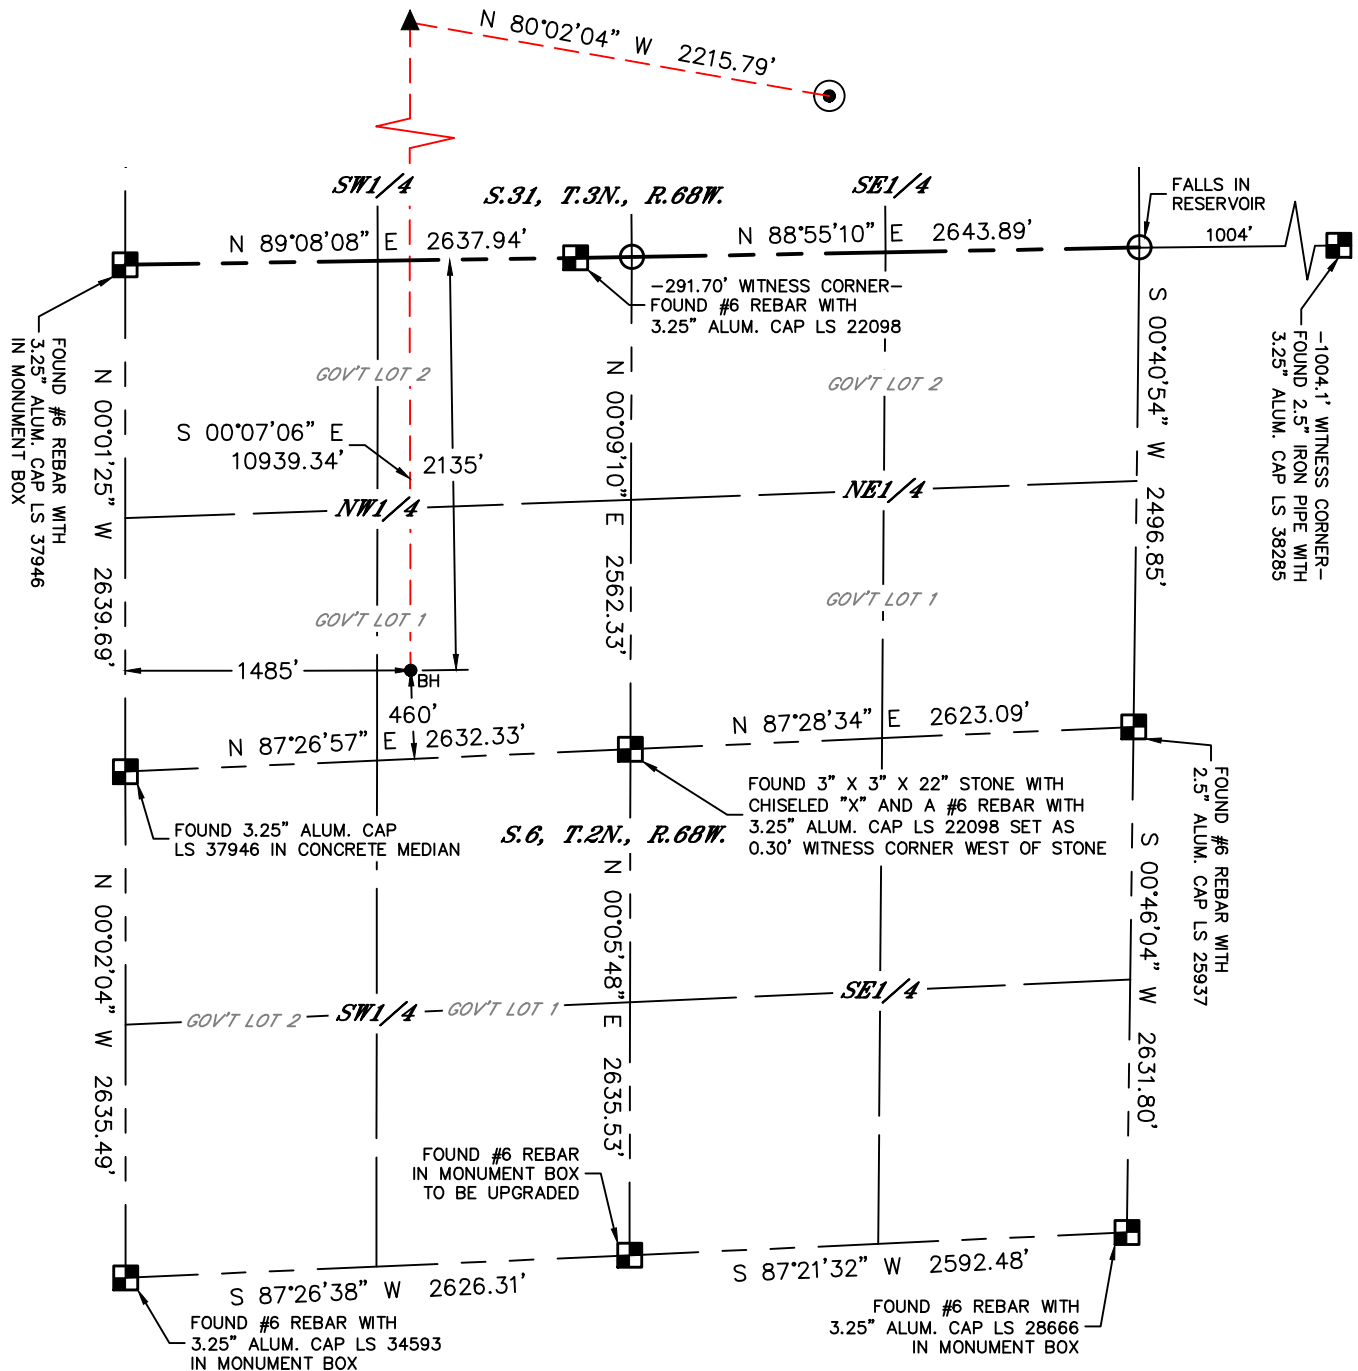 N 80°02'04" W 2215.79'
SW1/4
S.31, T.3N., R.68W.
SE1/4
FALLS IN
RESERVOIR
1004'
N 89°08'08" E 2637.94'
N 88°55'10" E 2643.89'
-291.70' WITNESS CORNER-
FOUND #6 REBAR WITH
3.25" ALUM. CAP LS 22098
FOUND #6 REBAR WITH
3.25" ALUM. CAP LS 37946
IN MONUMENT BOX
-1004.1' WITNESS CORNER-
FOUND 2.5" IRON PIPE WITH
3.25" ALUM. CAP LS 38285
N 00°01'25" W 2639.69'
N 00°09'10" E 2562.33'
S 00°40'54" W 2496.85'
GOV'T LOT 2
GOV'T LOT 2
S 00°07'06" E
10939.34'
2135'
NW1/4
NE1/4
GOV'T LOT 1
GOV'T LOT 1
1485'
BH
460'
N 87°26'57" E 2632.33'
N 87°28'34" E 2623.09'
FOUND 3" X 3" X 22" STONE WITH
CHISELED "X" AND A #6 REBAR WITH
3.25" ALUM. CAP LS 22098 SET AS
0.30' WITNESS CORNER WEST OF STONE
FOUND #6 REBAR WITH
2.5" ALUM. CAP LS 25937
FOUND 3.25" ALUM. CAP
LS 37946 IN CONCRETE MEDIAN
S.6, T.2N., R.68W.
N 00°02'04" W 2635.49'
N 00°05'48" E 2635.53'
S 00°46'04" W 2631.80'
GOV'T LOT 2
SW1/4
GOV'T LOT 1
SE1/4
FOUND #6 REBAR
IN MONUMENT BOX
TO BE UPGRADED
S 87°26'38" W 2626.31'
S 87°21'32" W 2592.48'
FOUND #6 REBAR WITH
3.25" ALUM. CAP LS 34593
IN MONUMENT BOX
FOUND #6 REBAR WITH
3.25" ALUM. CAP LS 28666
IN MONUMENT BOX